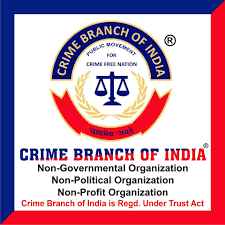 CRIME BRANCH OF INDIA
®
PUBLIC MOVEMENT
FOR
CRIME FREE NATION
CRIME BRANCH OF INDIA®
Non-Governmental Organization
Non-Political Organization
Non-Profit Organization
Crime Branch of India is Regd. Under Trust Act